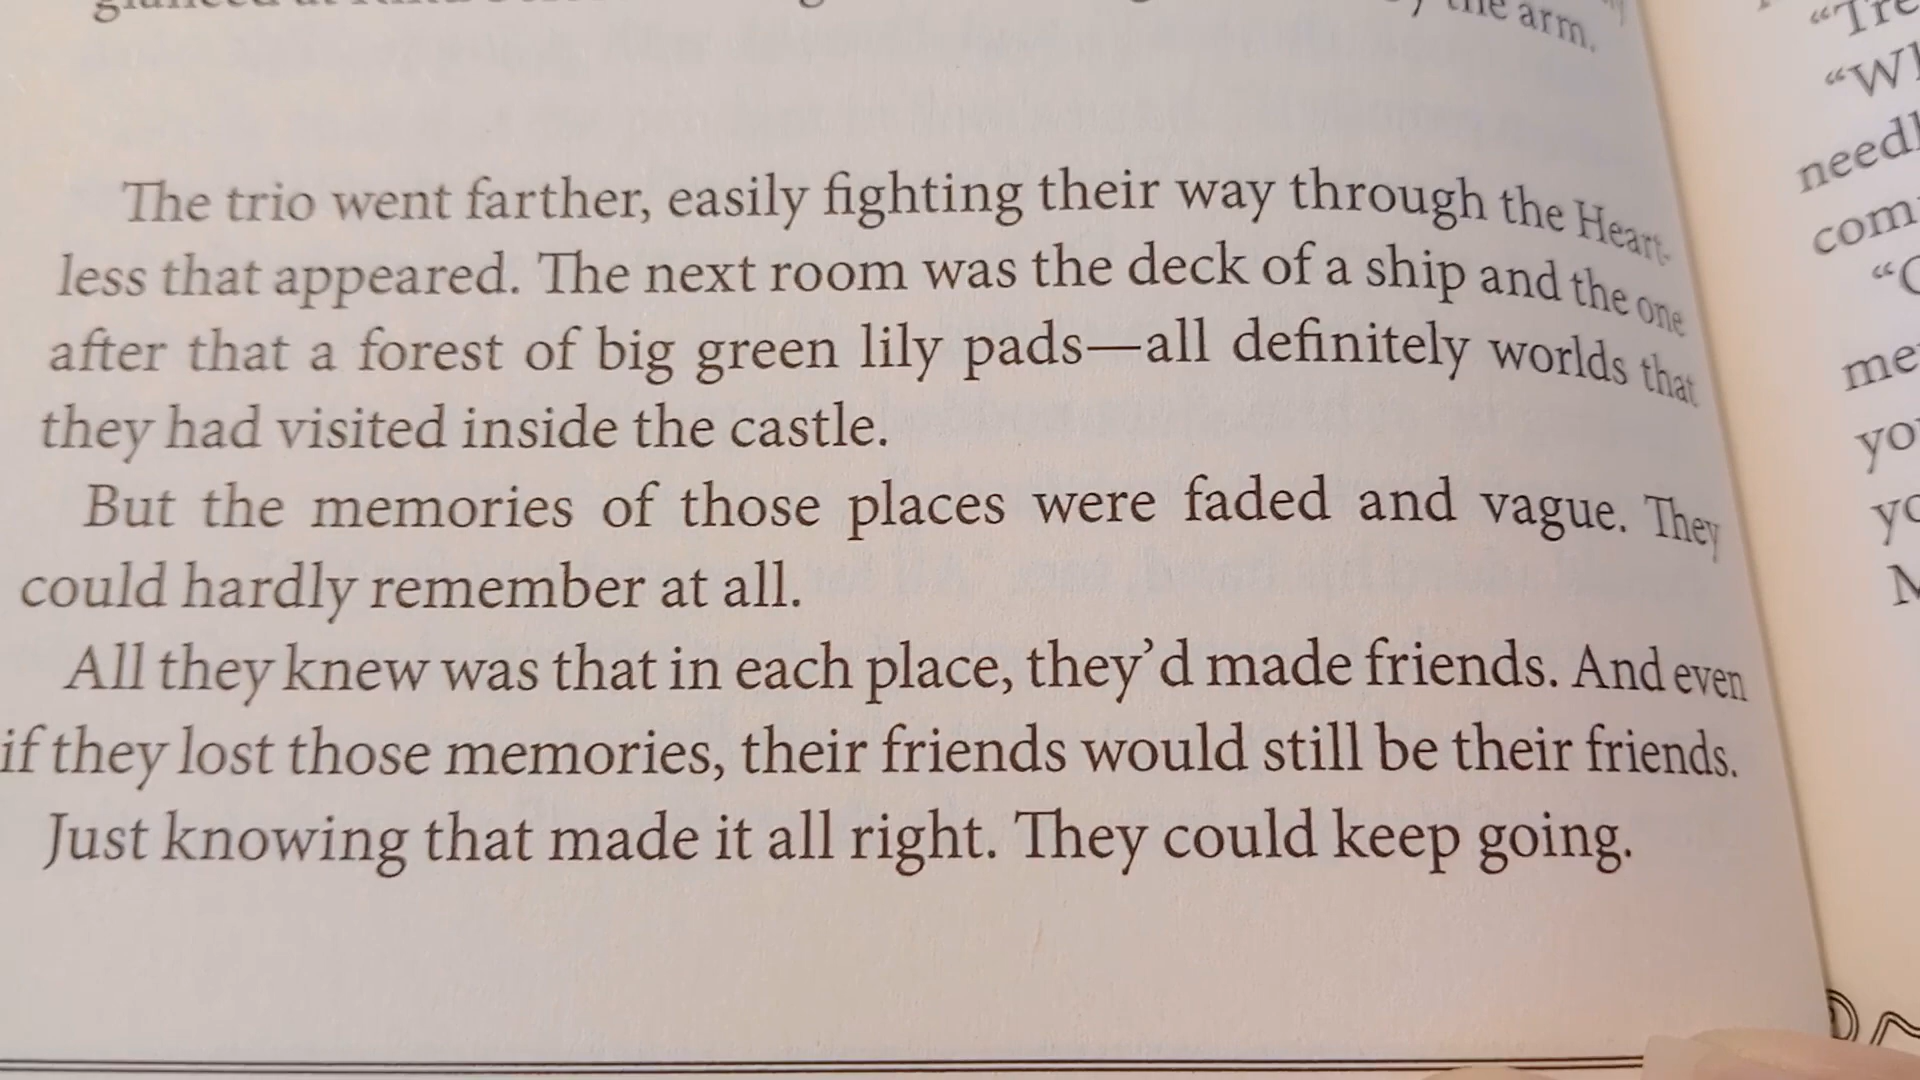 the arm.
The trio went farther, easily fighting their way through the Heart-
less that appeared. The next room was the deck of a ship and the one
after that a forest of big green lily pads—all definitely worlds that
they had visited inside the castle.
But the memories of those places were faded and vague. They
could hardly remember at all.
All they knew was that in each place, they’d made friends. And even
if they lost those memories, their friends would still be their friends.
Just knowing that made it all right. They could keep going.